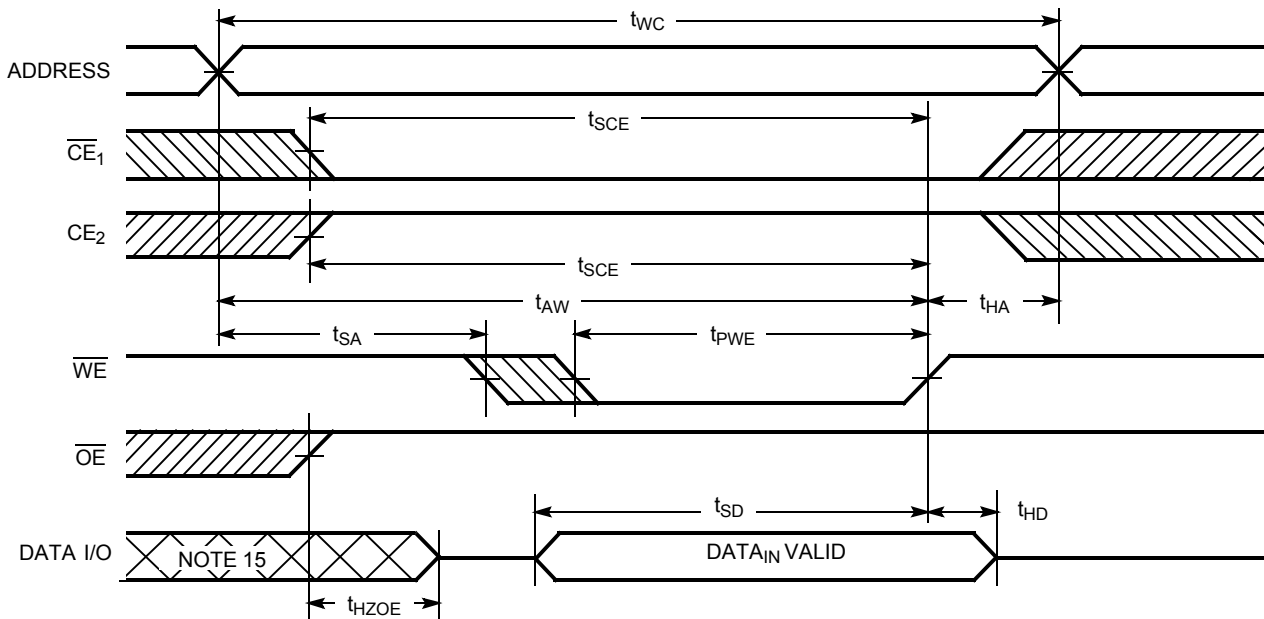 tWC
ADDRESS
tSCE
CE1
CE2
tSCE
tAW
tHA
tSA
tPWE
WE
OE
tSD
tHD
DATA I/O
NOTE 15
DATAIN VALID
tHZOE